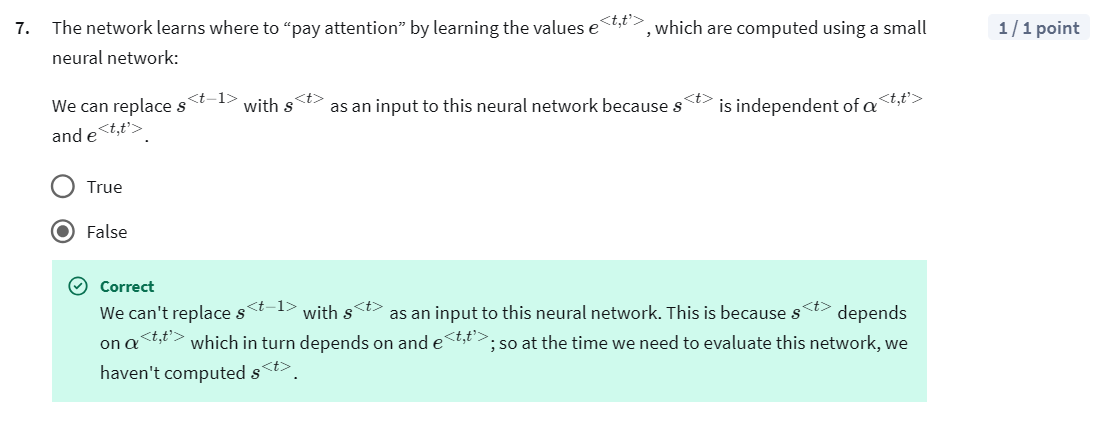 7. The network learns where to “pay attention” by learning the values e^{<t,t’>}, which are computed using a small 1 / 1 point
neural network:
We can replace s^{<t−1>} with s^{<t>} as an input to this neural network because s^{<t>} is independent of α^{<t,t’>}
and e^{<t,t’>}.
True
False
Correct
We can't replace s^{<t−1>} with s^{<t>} as an input to this neural network. This is because s^{<t>} depends
on α^{<t,t’>} which in turn depends on and e^{<t,t’>}; so at the time we need to evaluate this network, we
haven't computed s^{<t>}.